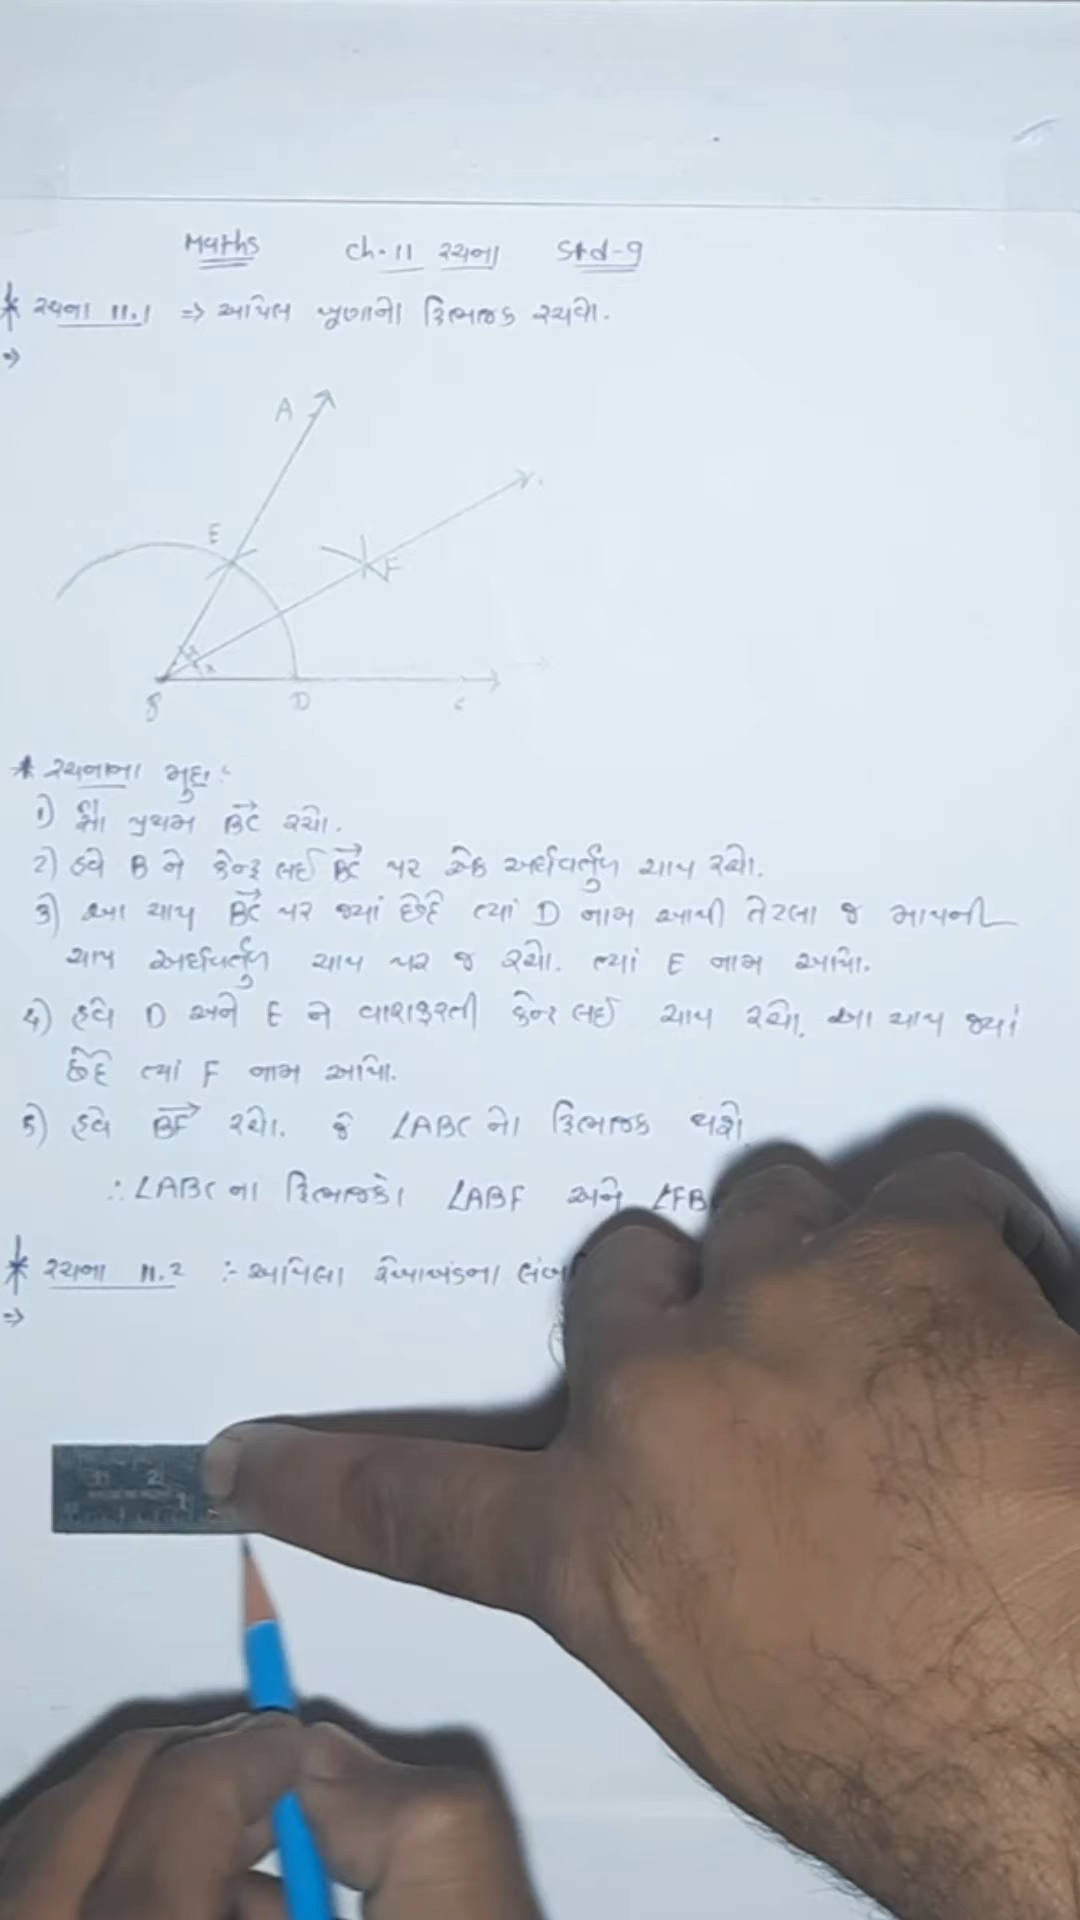 Maths ch-11 રચના Std-9
* રચના 11.1 => આપેલ ખૂણાનો દ્વિભાજક રચવો.
=>
A
E
F
B D C
* રચનાના મુદ્દા :-
1) સૌ પ્રથમ BC રચો.
2) હવે B ને કેન્દ્ર લઈ BC પર એક અર્ધવર્તુળ ચાપ રચો.
3) આ ચાપ BC પર જ્યાં છેદે ત્યાં D નામ આપી તેટલા જ માપની
ચાપ અર્ધવર્તુળ ચાપ પર જ રચો. ત્યાં E નામ આપો.
4) હવે D અને E ને વારાફરતી કેન્દ્ર લઈ ચાપ રચો, આ ચાપ જ્યાં
છેદે ત્યાં F નામ આપો.
5) હવે BF રચો. જે ∠ABC નો દ્વિભાજક થશે.
∴ ∠ABC ના દ્વિભાજકો ∠ABF અને ∠FB
* રચના 11.2 :- આપેલા રેખાખંડના
=>